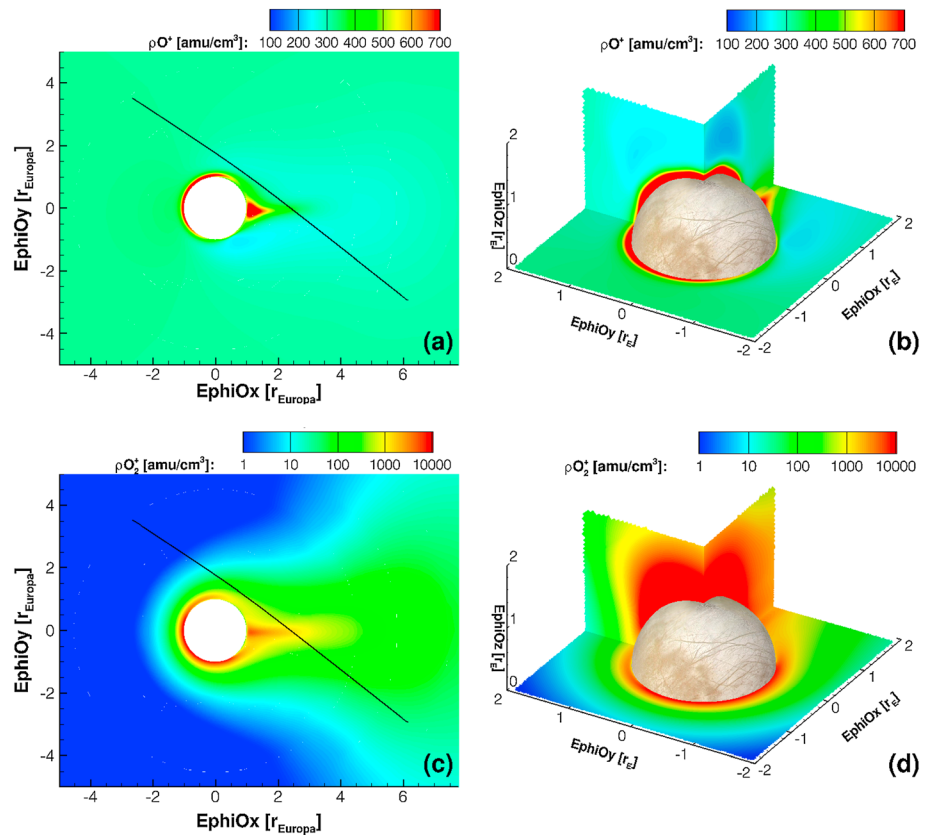 100 200 300 400 500 600 700
ρO⁺ [amu/cm³]:
4
2
0
-2
-4
EphiOy [r_Europa]
-4 -2 0 2 4 6
EphiOx [r_Europa]
(a)
100 200 300 400 500 600 700
ρO⁺ [amu/cm³]:
2
1
0
EphiOz [r_E]
2 1 0 -1 -2
EphiOy [r_E]
-2 -1 0 1 2
EphiOx [r_E]
(b)
1 10 100 1000 10000
ρO₂⁺ [amu/cm³]:
4
2
0
-2
-4
EphiOy [r_Europa]
-4 -2 0 2 4 6
EphiOx [r_Europa]
(c)
1 10 100 1000 10000
ρO₂⁺ [amu/cm³]:
2
1
0
EphiOz [r_E]
2 1 0 -1 -2
EphiOy [r_E]
-2 -1 0 1 2
EphiOx [r_E]
(d)